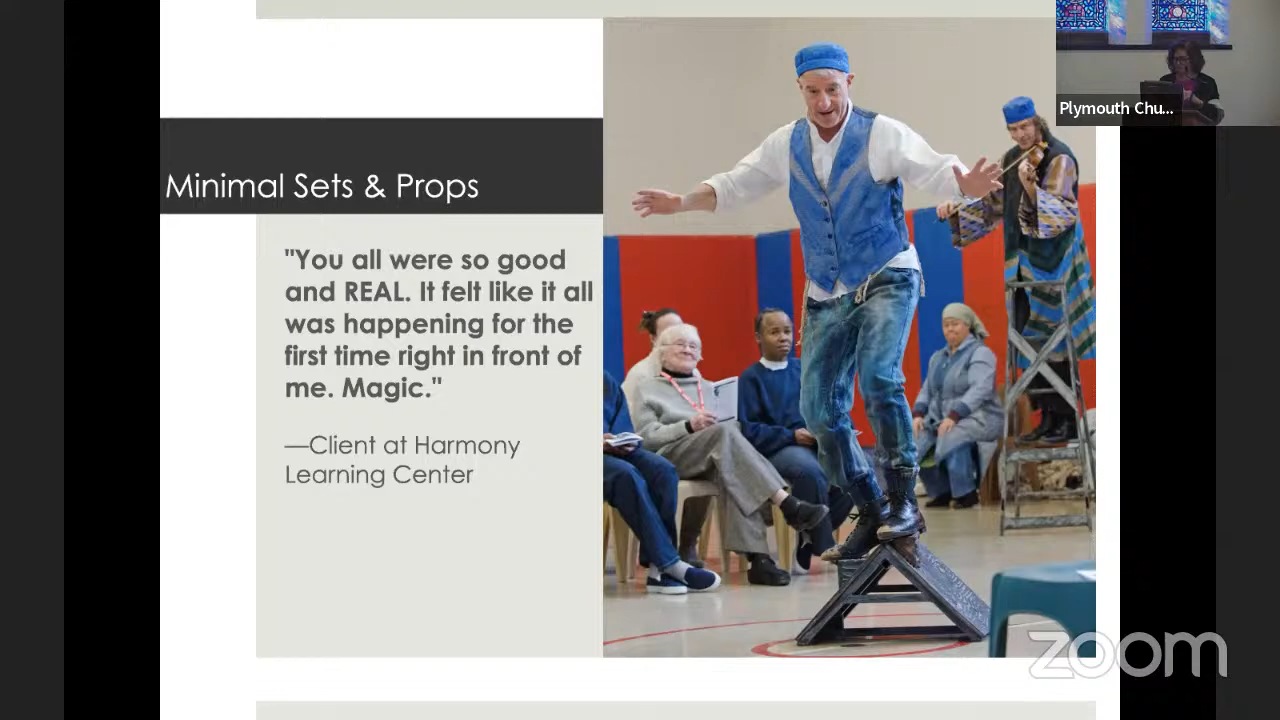 Plymouth Chu...
Minimal Sets & Props
"You all were so good
and REAL. It felt like it all
was happening for the
first time right in front of
me. Magic."
—Client at Harmony
Learning Center
zoom